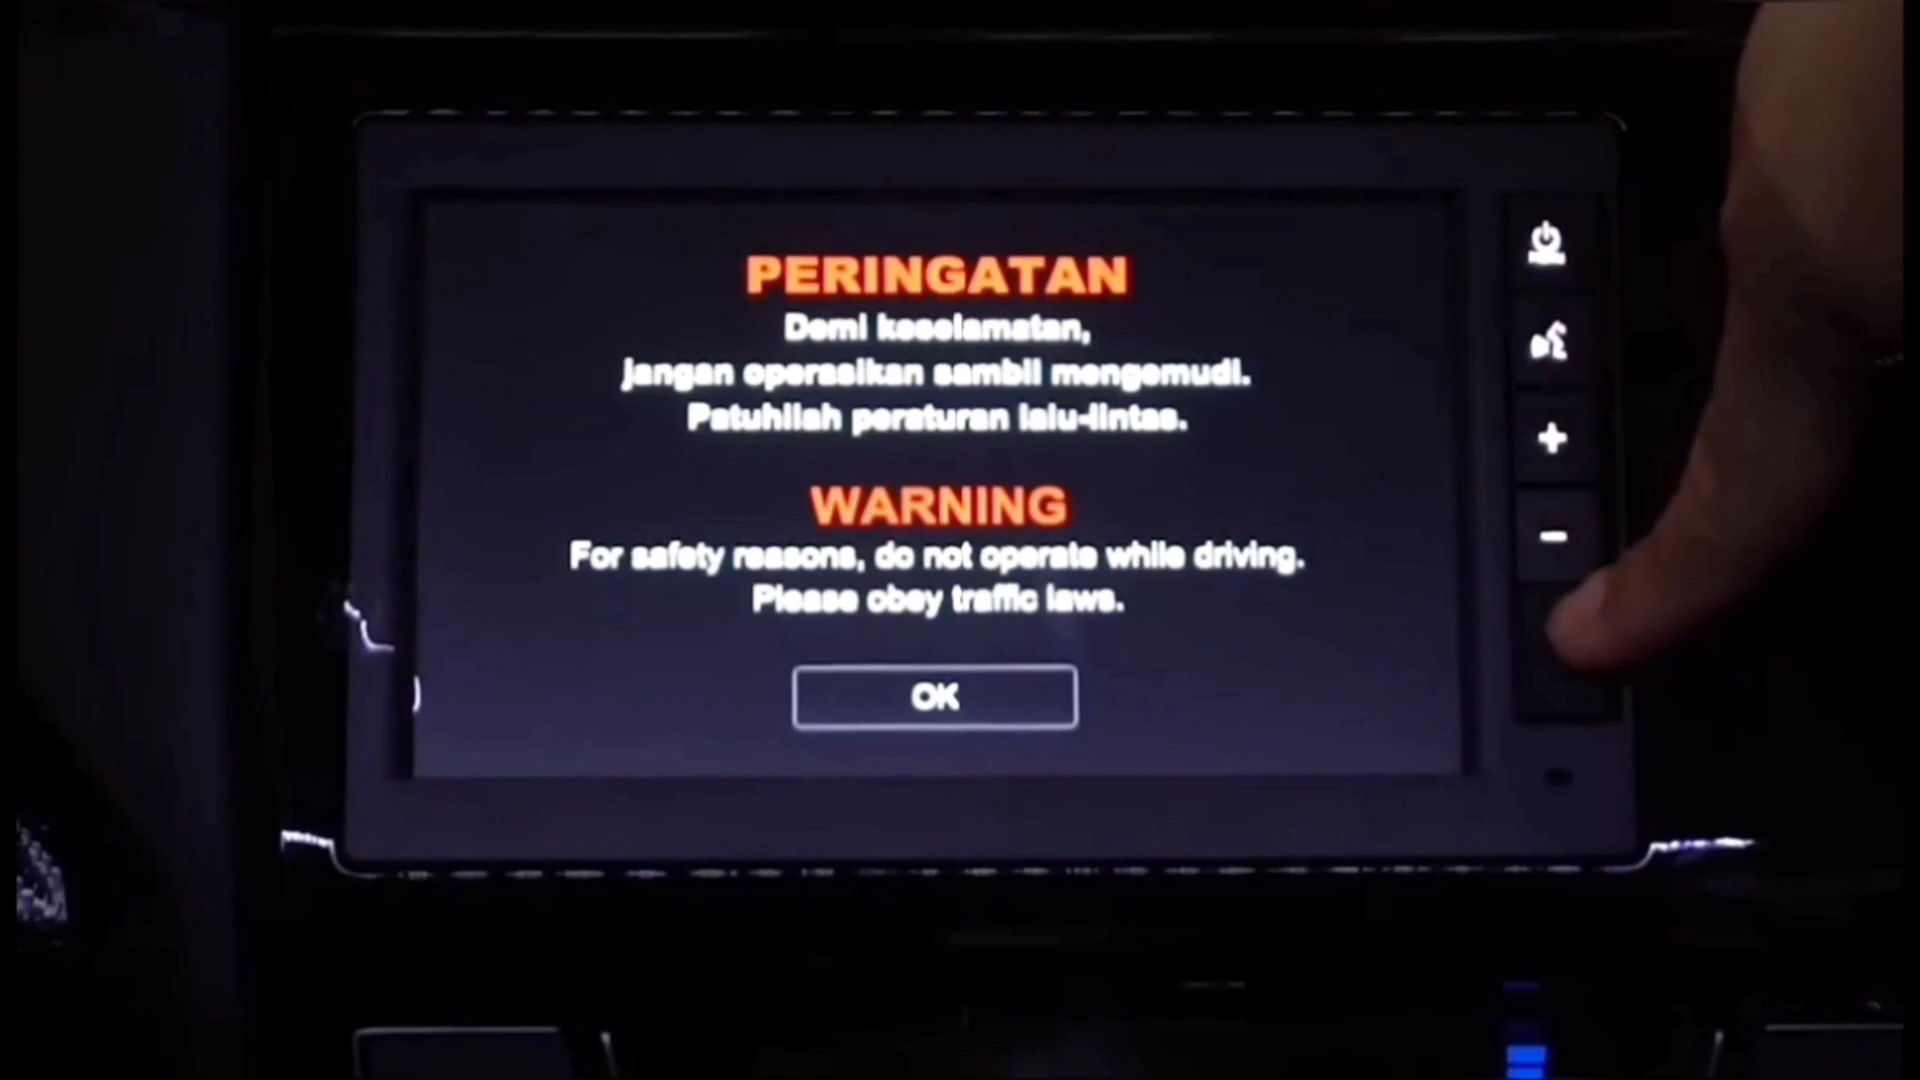 PERINGATAN
Demi keselamatan,
jangan operasikan sambil mengemudi.
Patuhilah peraturan lalu-lintas.
WARNING
For safety reasons, do not operate while driving.
Please obey traffic laws.
OK
+
-